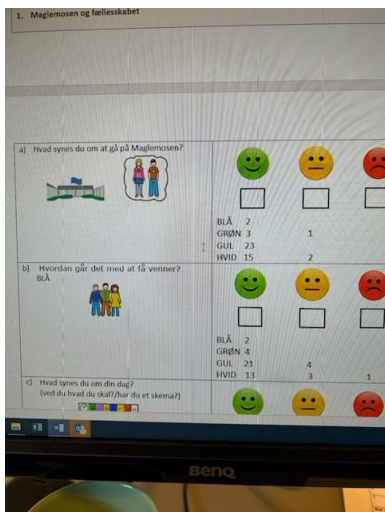 1. Maglemosen og fællesskabet
a) Hvad synes du om at gå på Maglemosen?
BLÅ 2
GRØN 3 1
GUL 23
HVID 15 2
b) Hvordan går det med at få venner?
BLÅ
BLÅ 2
GRØN 4
GUL 21 4
HVID 13 3 1
c) Hvad synes du om din dag?
(ved du hvad du skal?/har du et skema?)
BenQ